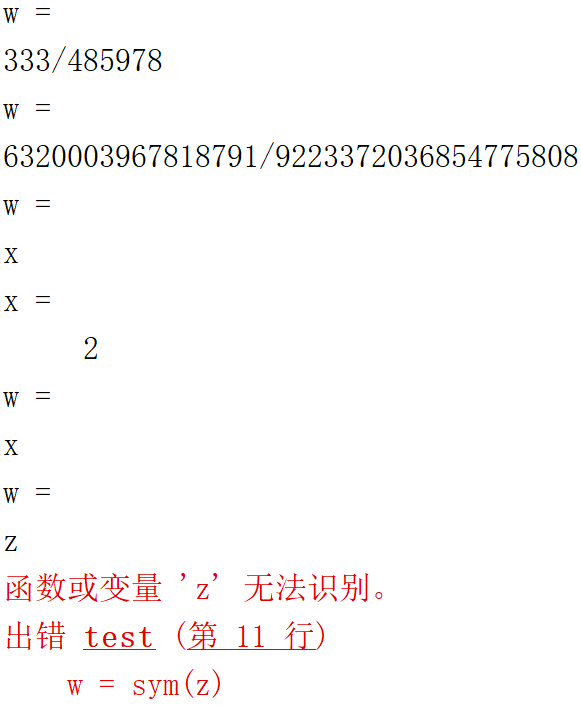 w =
333/485978
w =
6320003967818791/9223372036854775808
w =
x
x =
2
w =
x
w =
z
函数或变量 'z' 无法识别。
出错 test (第 11 行)
w = sym(z)